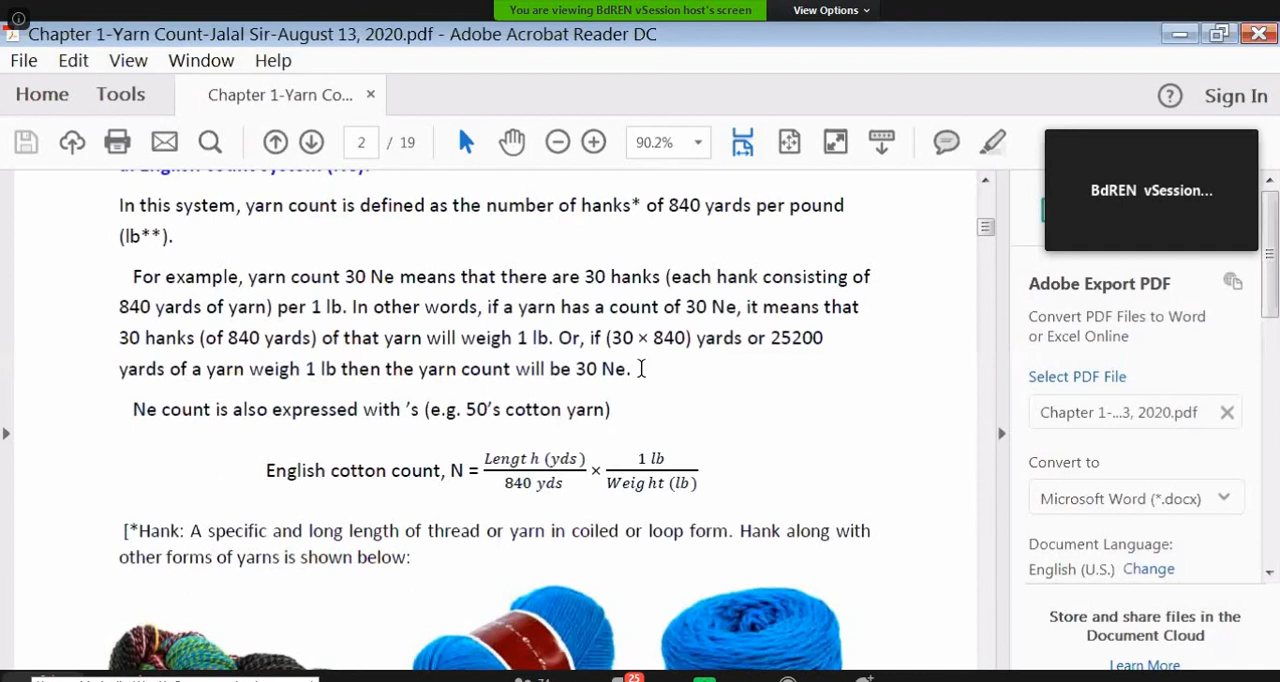 You are viewing BdREN vSession host's screen
View Options
Chapter 1-Yarn Count-Jalal Sir-August 13, 2020.pdf - Adobe Acrobat Reader DC
File Edit View Window Help
Home Tools Chapter 1-Yarn Co... × Sign In
2 / 19 90.2%
BdREN vSession...
a. English Count System (Ne):
In this system, yarn count is defined as the number of hanks* of 840 yards per pound
(lb**).
For example, yarn count 30 Ne means that there are 30 hanks (each hank consisting of
840 yards of yarn) per 1 lb. In other words, if a yarn has a count of 30 Ne, it means that
30 hanks (of 840 yards) of that yarn will weigh 1 lb. Or, if (30 × 840) yards or 25200
yards of a yarn weigh 1 lb then the yarn count will be 30 Ne.
Ne count is also expressed with ’s (e.g. 50’s cotton yarn)
English cotton count, N = Lengt h (yds) / 840 yds × 1 lb / Weig ht (lb)
[*Hank: A specific and long length of thread or yarn in coiled or loop form. Hank along with
other forms of yarns is shown below:
Adobe Export PDF
Convert PDF Files to Word
or Excel Online
Select PDF File
Chapter 1-...3, 2020.pdf
Convert to
Microsoft Word (*.docx)
Document Language:
English (U.S.) Change
Store and share files in the
Document Cloud
Learn More
25